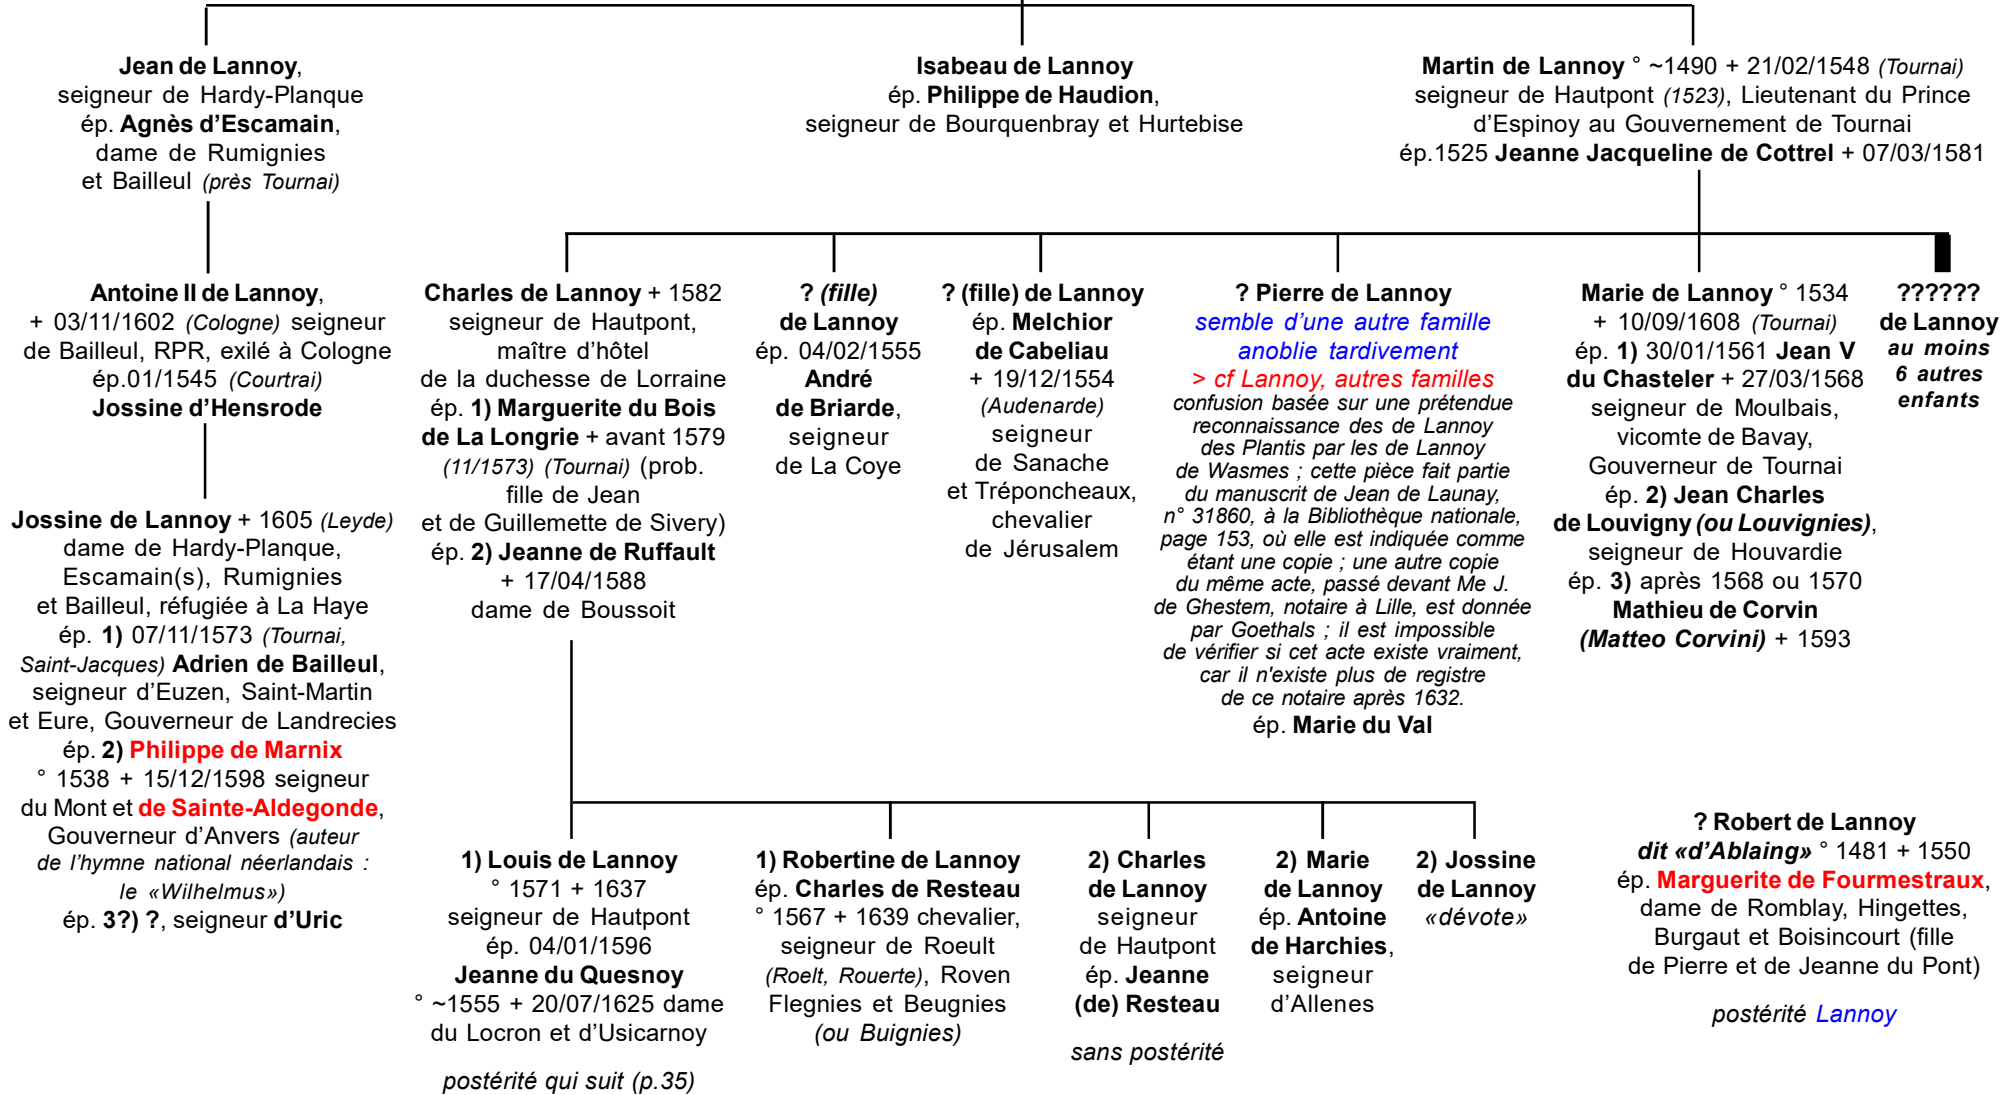 Jean de Lannoy,
seigneur de Hardy-Planque
ép. Agnès d’Escamain,
dame de Rumignies
et Bailleul (près Tournai)
Isabeau de Lannoy
ép. Philippe de Haudion,
seigneur de Bourquenbray et Hurtebise
Martin de Lannoy ° ~1490 + 21/02/1548 (Tournai)
seigneur de Hautpont (1523), Lieutenant du Prince
d’Espinoy au Gouvernement de Tournai
ép.1525 Jeanne Jacqueline de Cottrel + 07/03/1581
Antoine II de Lannoy,
+ 03/11/1602 (Cologne) seigneur
de Bailleul, RPR, exilé à Cologne
ép.01/1545 (Courtrai)
Jossine d’Hensrode
Charles de Lannoy + 1582
seigneur de Hautpont,
maître d’hôtel
de la duchesse de Lorraine
ép. 1) Marguerite du Bois
de La Longrie + avant 1579
(11/1573) (Tournai) (prob.
fille de Jean
et de Guillemette de Sivery)
ép. 2) Jeanne de Ruffault
+ 17/04/1588
dame de Boussoit
? (fille)
de Lannoy
ép. 04/02/1555
André
de Briarde,
seigneur
de La Coye
? (fille) de Lannoy
ép. Melchior
de Cabeliau
+ 19/12/1554
(Audenarde)
seigneur
de Sanache
et Tréponcheaux,
chevalier
de Jérusalem
? Pierre de Lannoy
semble d’une autre famille
anoblie tardivement
> cf Lannoy, autres familles
confusion basée sur une prétendue
reconnaissance des de Lannoy
des Plantis par les de Lannoy
de Wasmes ; cette pièce fait partie
du manuscrit de Jean de Launay,
n° 31860, à la Bibliothèque nationale,
page 153, où elle est indiquée comme
étant une copie ; une autre copie
du même acte, passé devant Me J.
de Ghestem, notaire à Lille, est donnée
par Goethals ; il est impossible
de vérifier si cet acte existe vraiment,
car il n'existe plus de registre
de ce notaire après 1632.
ép. Marie du Val
Marie de Lannoy ° 1534
+ 10/09/1608 (Tournai)
ép. 1) 30/01/1561 Jean V
du Chasteler + 27/03/1568
seigneur de Moulbais,
vicomte de Bavay,
Gouverneur de Tournai
ép. 2) Jean Charles
de Louvigny (ou Louvignies),
seigneur de Houvardie
ép. 3) après 1568 ou 1570
Mathieu de Corvin
(Matteo Corvini) + 1593
??????
de Lannoy
au moins
6 autres
enfants
Jossine de Lannoy + 1605 (Leyde)
dame de Hardy-Planque,
Escamain(s), Rumignies
et Bailleul, réfugiée à La Haye
ép. 1) 07/11/1573 (Tournai,
Saint-Jacques) Adrien de Bailleul,
seigneur d’Euzen, Saint-Martin
et Eure, Gouverneur de Landrecies
ép. 2) Philippe de Marnix
° 1538 + 15/12/1598 seigneur
du Mont et de Sainte-Aldegonde,
Gouverneur d’Anvers (auteur
de l’hymne national néerlandais :
le «Wilhelmus»)
ép. 3?) ?, seigneur d’Uric
1) Louis de Lannoy
° 1571 + 1637
seigneur de Hautpont
ép. 04/01/1596
Jeanne du Quesnoy
° ~1555 + 20/07/1625 dame
du Locron et d’Usicarnoy
postérité qui suit (p.35)
1) Robertine de Lannoy
ép. Charles de Resteau
° 1567 + 1639 chevalier,
seigneur de Roeult
(Roelt, Rouerte), Roven
Flegnies et Beugnies
(ou Buignies)
2) Charles
de Lannoy
seigneur
de Hautpont
ép. Jeanne
(de) Resteau
sans postérité
2) Marie
de Lannoy
ép. Antoine
de Harchies,
seigneur
d’Allenes
2) Jossine
de Lannoy
«dévote»
? Robert de Lannoy
dit «d’Ablaing» ° 1481 + 1550
ép. Marguerite de Fourmestraux,
dame de Romblay, Hingettes,
Burgaut et Boisincourt (fille
de Pierre et de Jeanne du Pont)
postérité Lannoy